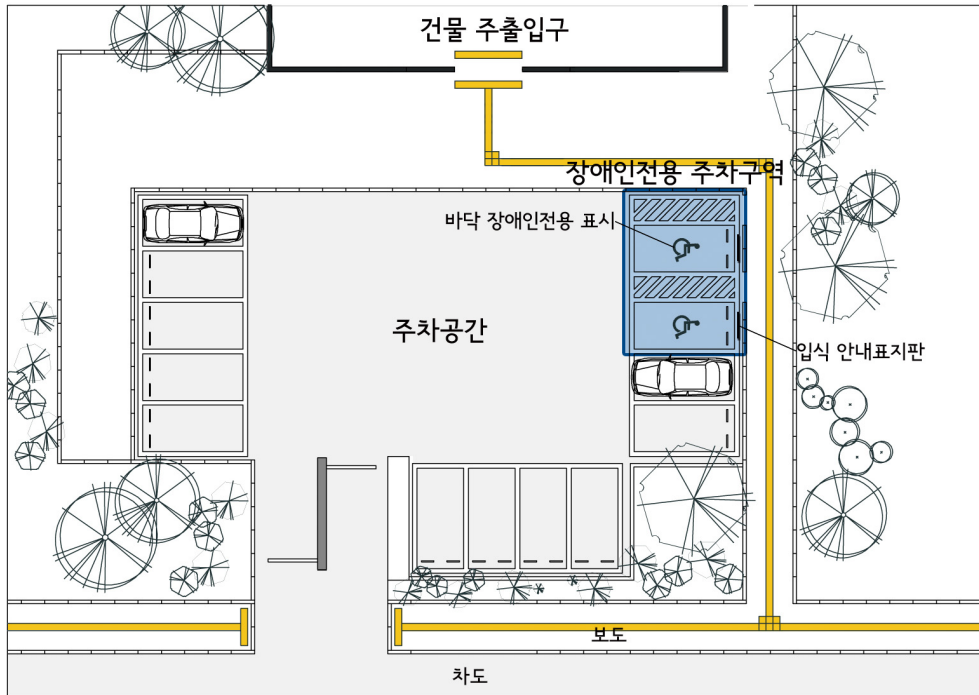 건물 주출입구
장애인전용 주차구역
바닥 장애인전용 표시
주차공간
입식 안내표지판
보도
차도